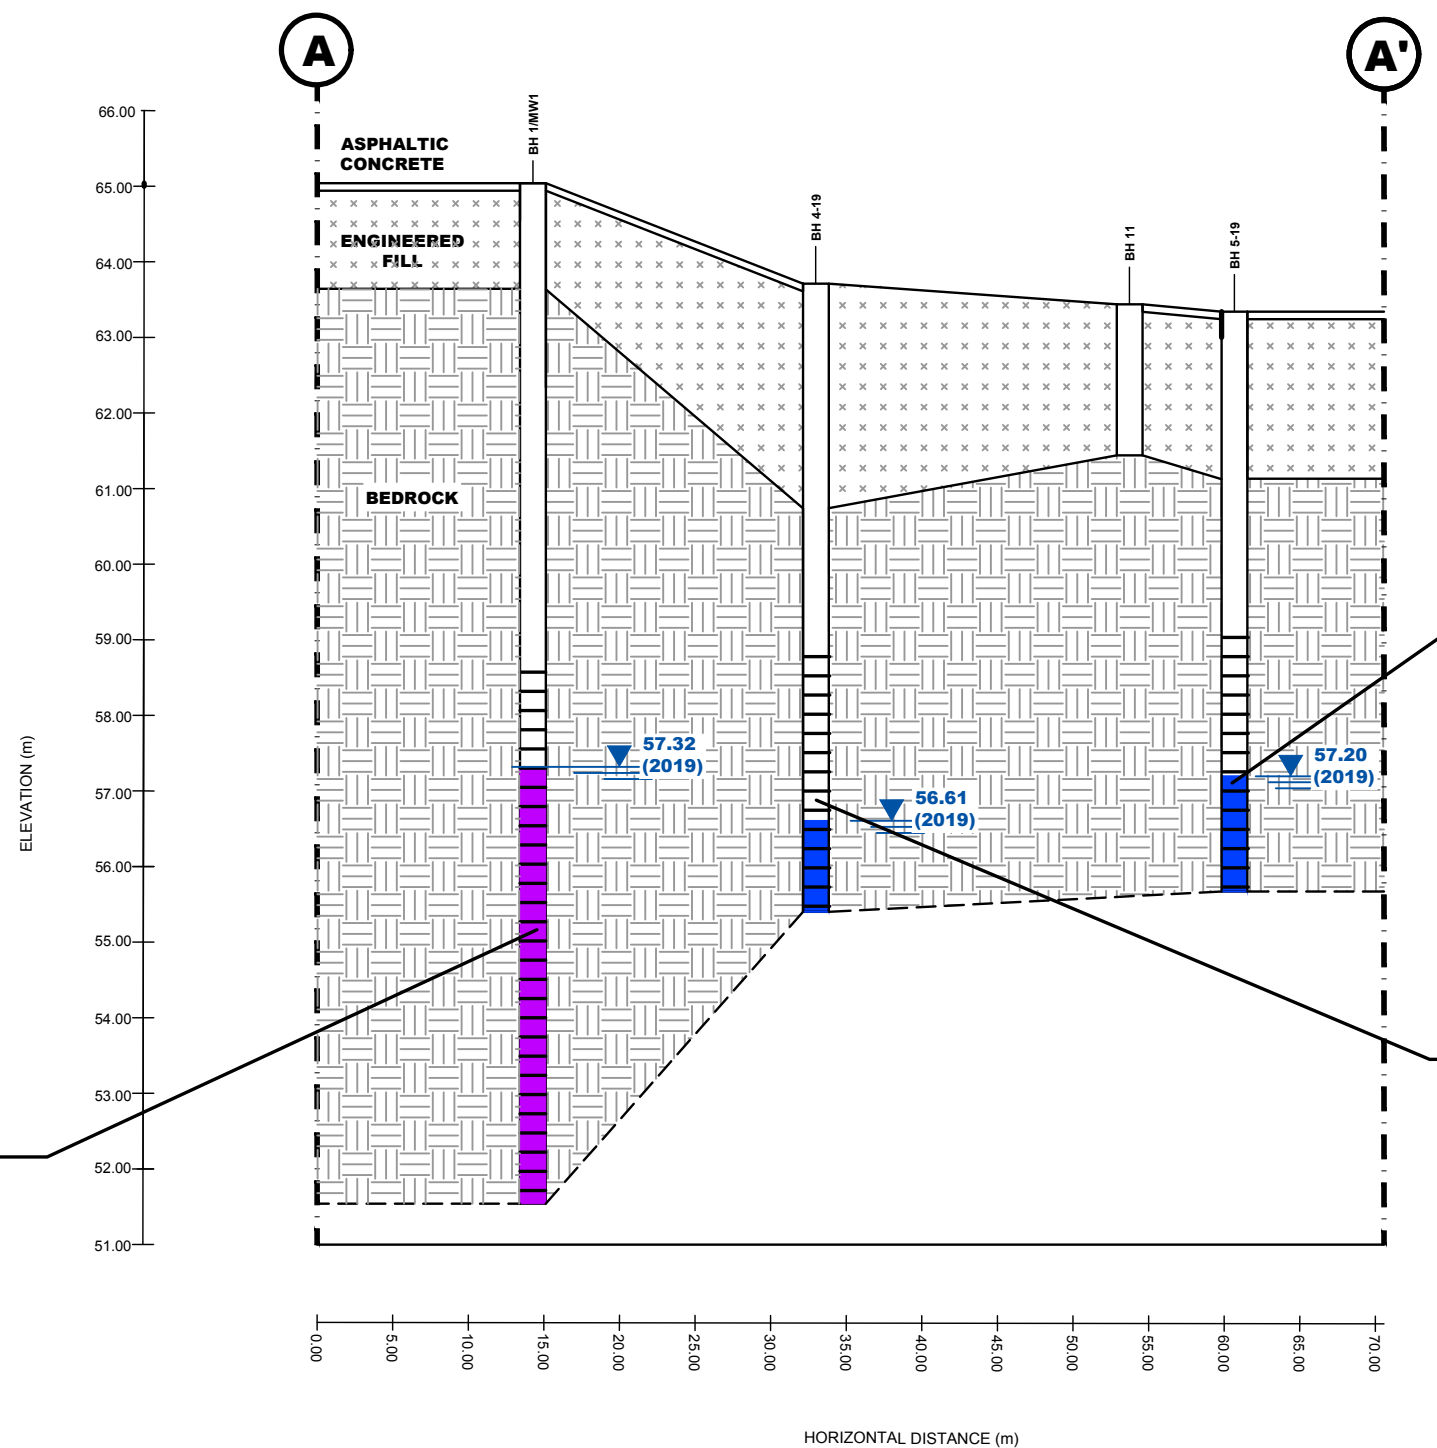 A
A'
66.00
65.00
64.00
63.00
62.00
61.00
60.00
59.00
58.00
57.00
56.00
55.00
54.00
53.00
52.00
51.00
ELEVATION (m)
ASPHALTIC
CONCRETE
ENGINEERED
FILL
BEDROCK
BH 1/MW1
BH 4-19
BH 11
BH 5-19
57.32
(2019)
56.61
(2019)
57.20
(2019)
0.00
5.00
10.00
15.00
20.00
25.00
30.00
35.00
40.00
45.00
50.00
55.00
60.00
65.00
70.00
HORIZONTAL DISTANCE (m)